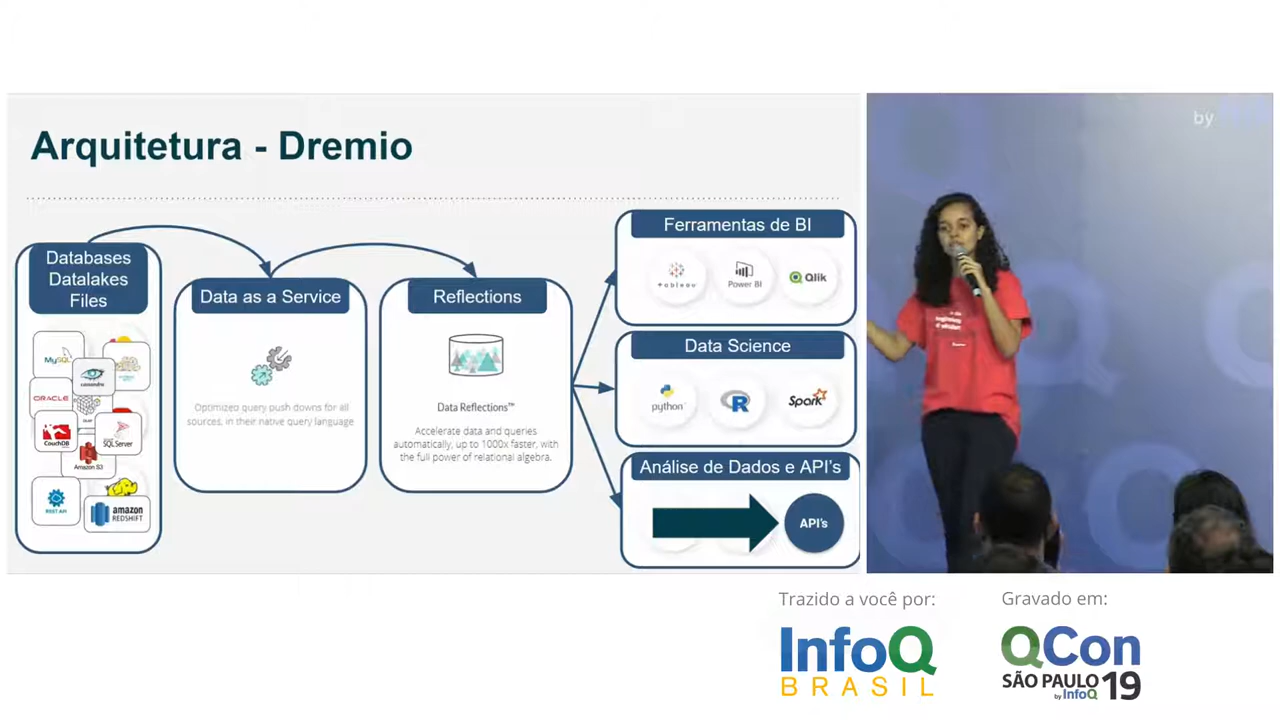 Arquitetura - Dremio
by
Databases
Datalakes
Files
MySQL
cassandra
ORACLE
CouchDB
SQL Server
Amazon S3
REST API
amazon
REDSHIFT
Data as a Service
Optimized query push downs for all
sources, in their native query language
Reflections
Data Reflections™
Accelerate data and queries
automatically, up to 1000x faster, with
the full power of relational algebra.
Ferramentas de BI
+ableau
Power BI
Qlik
Data Science
python
R
Spark
Análise de Dados e API's
API's
Trazido a você por:
InfoQ
BRASIL
Gravado em:
QCon
SÃO PAULO 19
by InfoQ